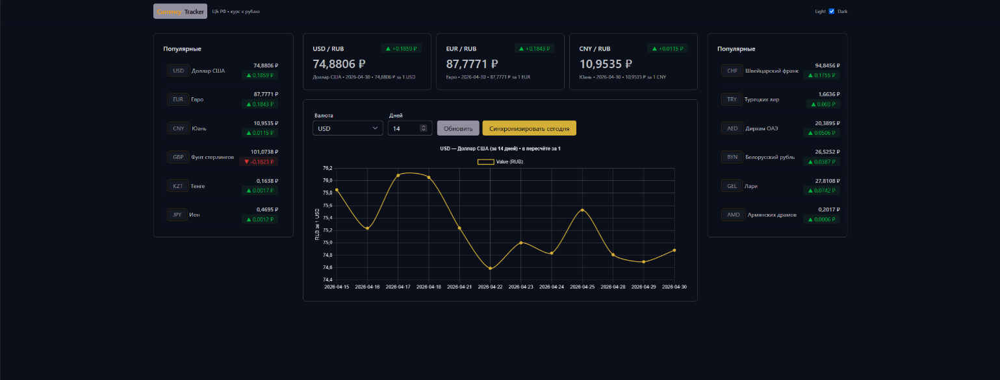 Currency Tracker ЦБ РФ • курс к рублю
Light Dark
Популярные
USD Доллар США 74,8806 ₽
▲ 0,1859 ₽
EUR Евро 87,7771 ₽
▲ 0,1843 ₽
CNY Юань 10,9535 ₽
▲ 0,0115 ₽
GBP Фунт стерлингов 101,0738 ₽
▼ -0,1823 ₽
KZT Тенге 0,1638 ₽
▲ 0,0017 ₽
JPY Иен 0,4695 ₽
▲ 0,0012 ₽
USD / RUB ▲ +0,1859 ₽
74,8806 ₽
Доллар США • 2026-04-30 • 74,8806 ₽ за 1 USD
EUR / RUB ▲ +0,1843 ₽
87,7771 ₽
Евро • 2026-04-30 • 87,7771 ₽ за 1 EUR
CNY / RUB ▲ +0,0115 ₽
10,9535 ₽
Юань • 2026-04-30 • 10,9535 ₽ за 1 CNY
Валюта
USD
Дней
14
Обновить
Синхронизировать сегодня
USD — Доллар США (за 14 дней) • в пересчёте за 1
Value (RUB)
RUB за 1 USD
76,2
76,0
75,8
75,6
75,4
75,2
75,0
74,8
74,6
74,4
2026-04-15 2026-04-16 2026-04-17 2026-04-18 2026-04-21 2026-04-22 2026-04-23 2026-04-24 2026-04-25 2026-04-28 2026-04-29 2026-04-30
Популярные
CHF Швейцарский франк 94,8456 ₽
▲ 0,1755 ₽
TRY Турецких лир 1,6636 ₽
▲ 0,003 ₽
AED Дирхам ОАЭ 20,3895 ₽
▲ 0,0506 ₽
BYN Белорусский рубль 26,5252 ₽
▲ 0,0387 ₽
GEL Лари 27,8108 ₽
▲ 0,0742 ₽
AMD Армянских драмов 0,2017 ₽
▲ 0,0006 ₽